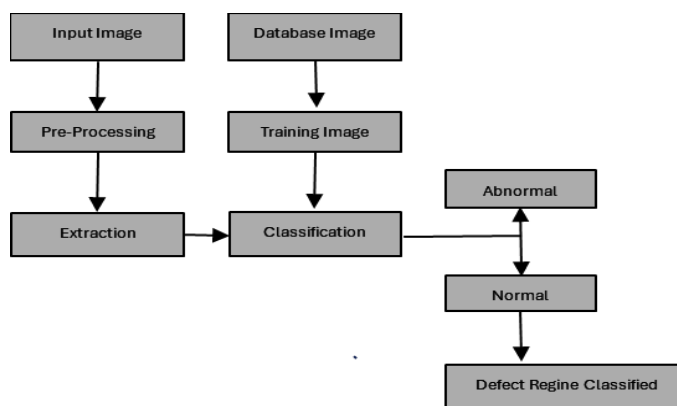 Input Image
Database Image
Pre-Processing
Training Image
Abnormal
Extraction
Classification
Normal
Defect Regine Classified